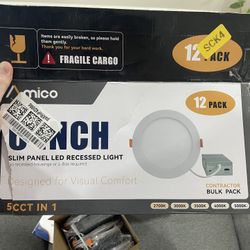 Items are easily broken, so please hold
them gently.
Thank you for your hard work.
FRAGILE CARGO
12 PACK
SCK4
Amico
INCH
12 PACK
SLIM PANEL LED RECESSED LIGHT
Designed for Visual Comfort
CONTRACTOR
BULK PACK
5CCT IN 1
2700K 3000K 3500K 4000K 5000K